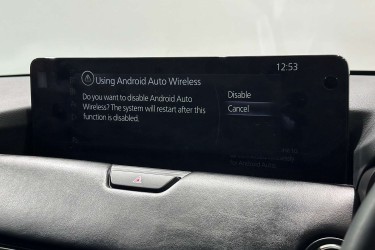 12:53
Using Android Auto Wireless
Do you want to disable Android Auto
Wireless? The system will restart after this
function is disabled.
Disable
Cancel